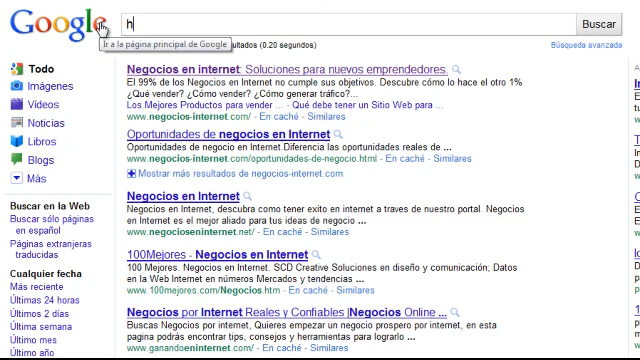 Google
h
Buscar
Ir a la página principal de Google
resultados (0.20 segundos)
Búsqueda avanzada
Todo
Imágenes
Vídeos
Noticias
Libros
Blogs
Más
Buscar en la Web
Buscar sólo páginas
en español
Páginas extranjeras
traducidas
Cualquier fecha
Más reciente
Últimas 24 horas
Últimos 2 días
Última semana
Último mes
Negocios en internet: Soluciones para nuevos emprendedores.
El 99% de los Negocios en Internet no cumple sus objetivos. Descubre cómo lo hacer el otro 1%
¿Qué vender? ¿Cómo vender? ¿Cómo generar tráfico?...
Los Mejores Productos para vender ... - Qué debe tener un Sitio Web para ...
www.negocios-internet.com/ - En caché - Similares
Oportunidades de negocios en Internet
Oportunidades de negocio en Internet.Diferencia las oportunidades reales de ...
www.negocios-internet.com/oportunidades-de-negocio.html - En caché - Similares
Mostrar más resultados de negocios-internet.com
Negocios en Internet
Negocios en Internet, descubra como tener exito en internet a traves de nuestro portal. Negocios
en Internet es el mejor aliado para tus ideas de negocio ...
www.negocioseninternet.net/ - En caché - Similares
100Mejores - Negocios en Internet
100 Mejores. Negocios en Internet. SCD Creative Soluciones en diseño y comunicación; Datos
en la Web Internet en números Mercados y tendencias ...
www.100mejores.com/Negocios.htm - En caché - Similares
Negocios por Internet Reales y Confiables |Negocios Online ...
Buscas Negocios por internet, Quieres empezar un negocio prospero por internet, en esta
pagina podrás encontrar tips, consejos y herramientas para lograrlo ...
www.ganandoeninternet.com/ - En caché - Similares